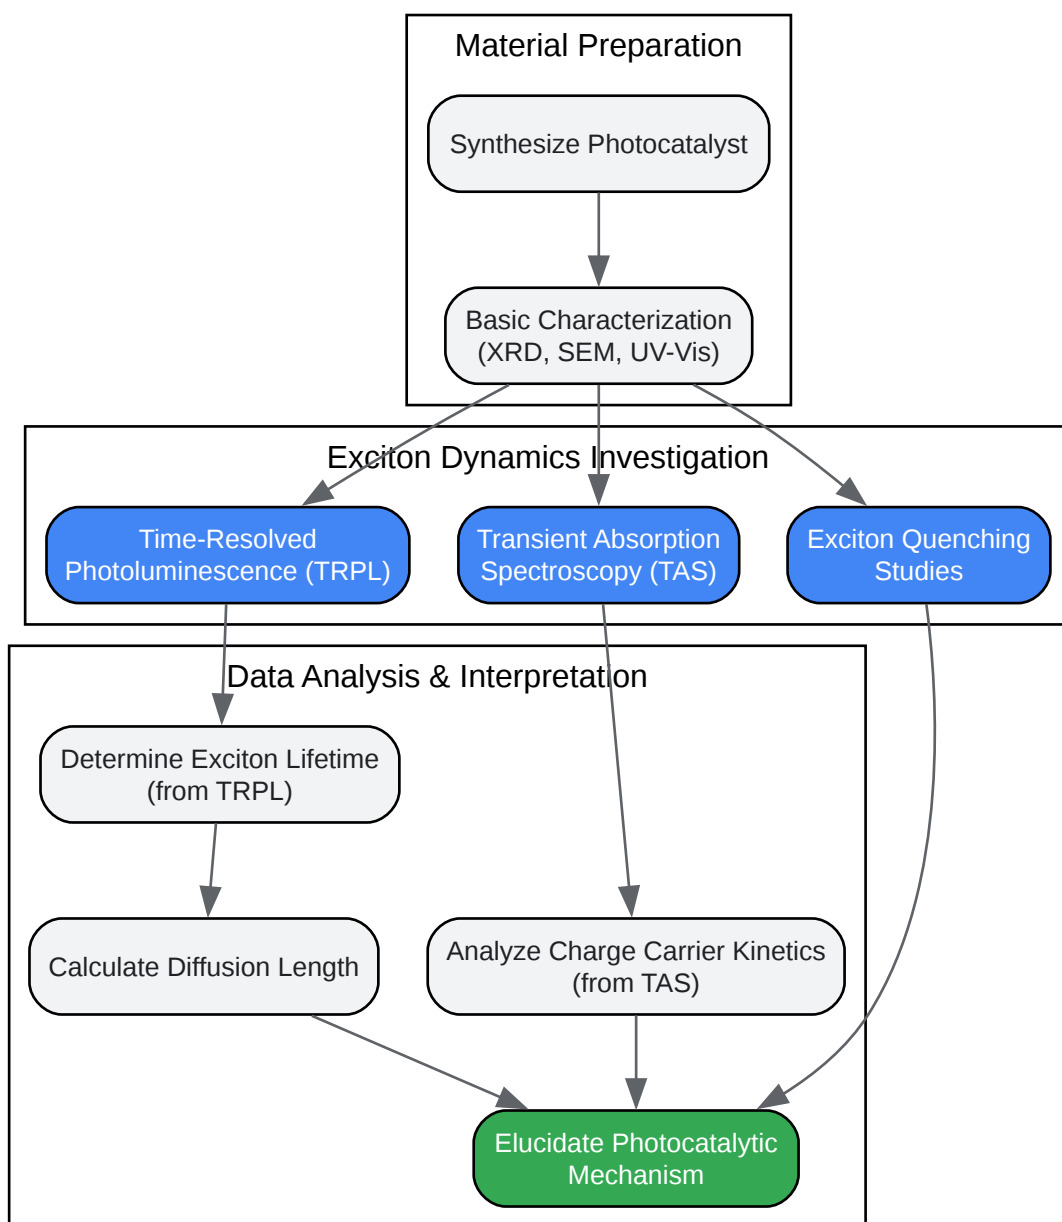 Material Preparation
Synthesize Photocatalyst
Basic Characterization
(XRD, SEM, UV-Vis)
Exciton Dynamics Investigation
Time-Resolved
Photoluminescence (TRPL)
Transient Absorption
Spectroscopy (TAS)
Exciton Quenching
Studies
Data Analysis & Interpretation
Determine Exciton Lifetime
(from TRPL)
Calculate Diffusion Length
Analyze Charge Carrier Kinetics
(from TAS)
Elucidate Photocatalytic
Mechanism